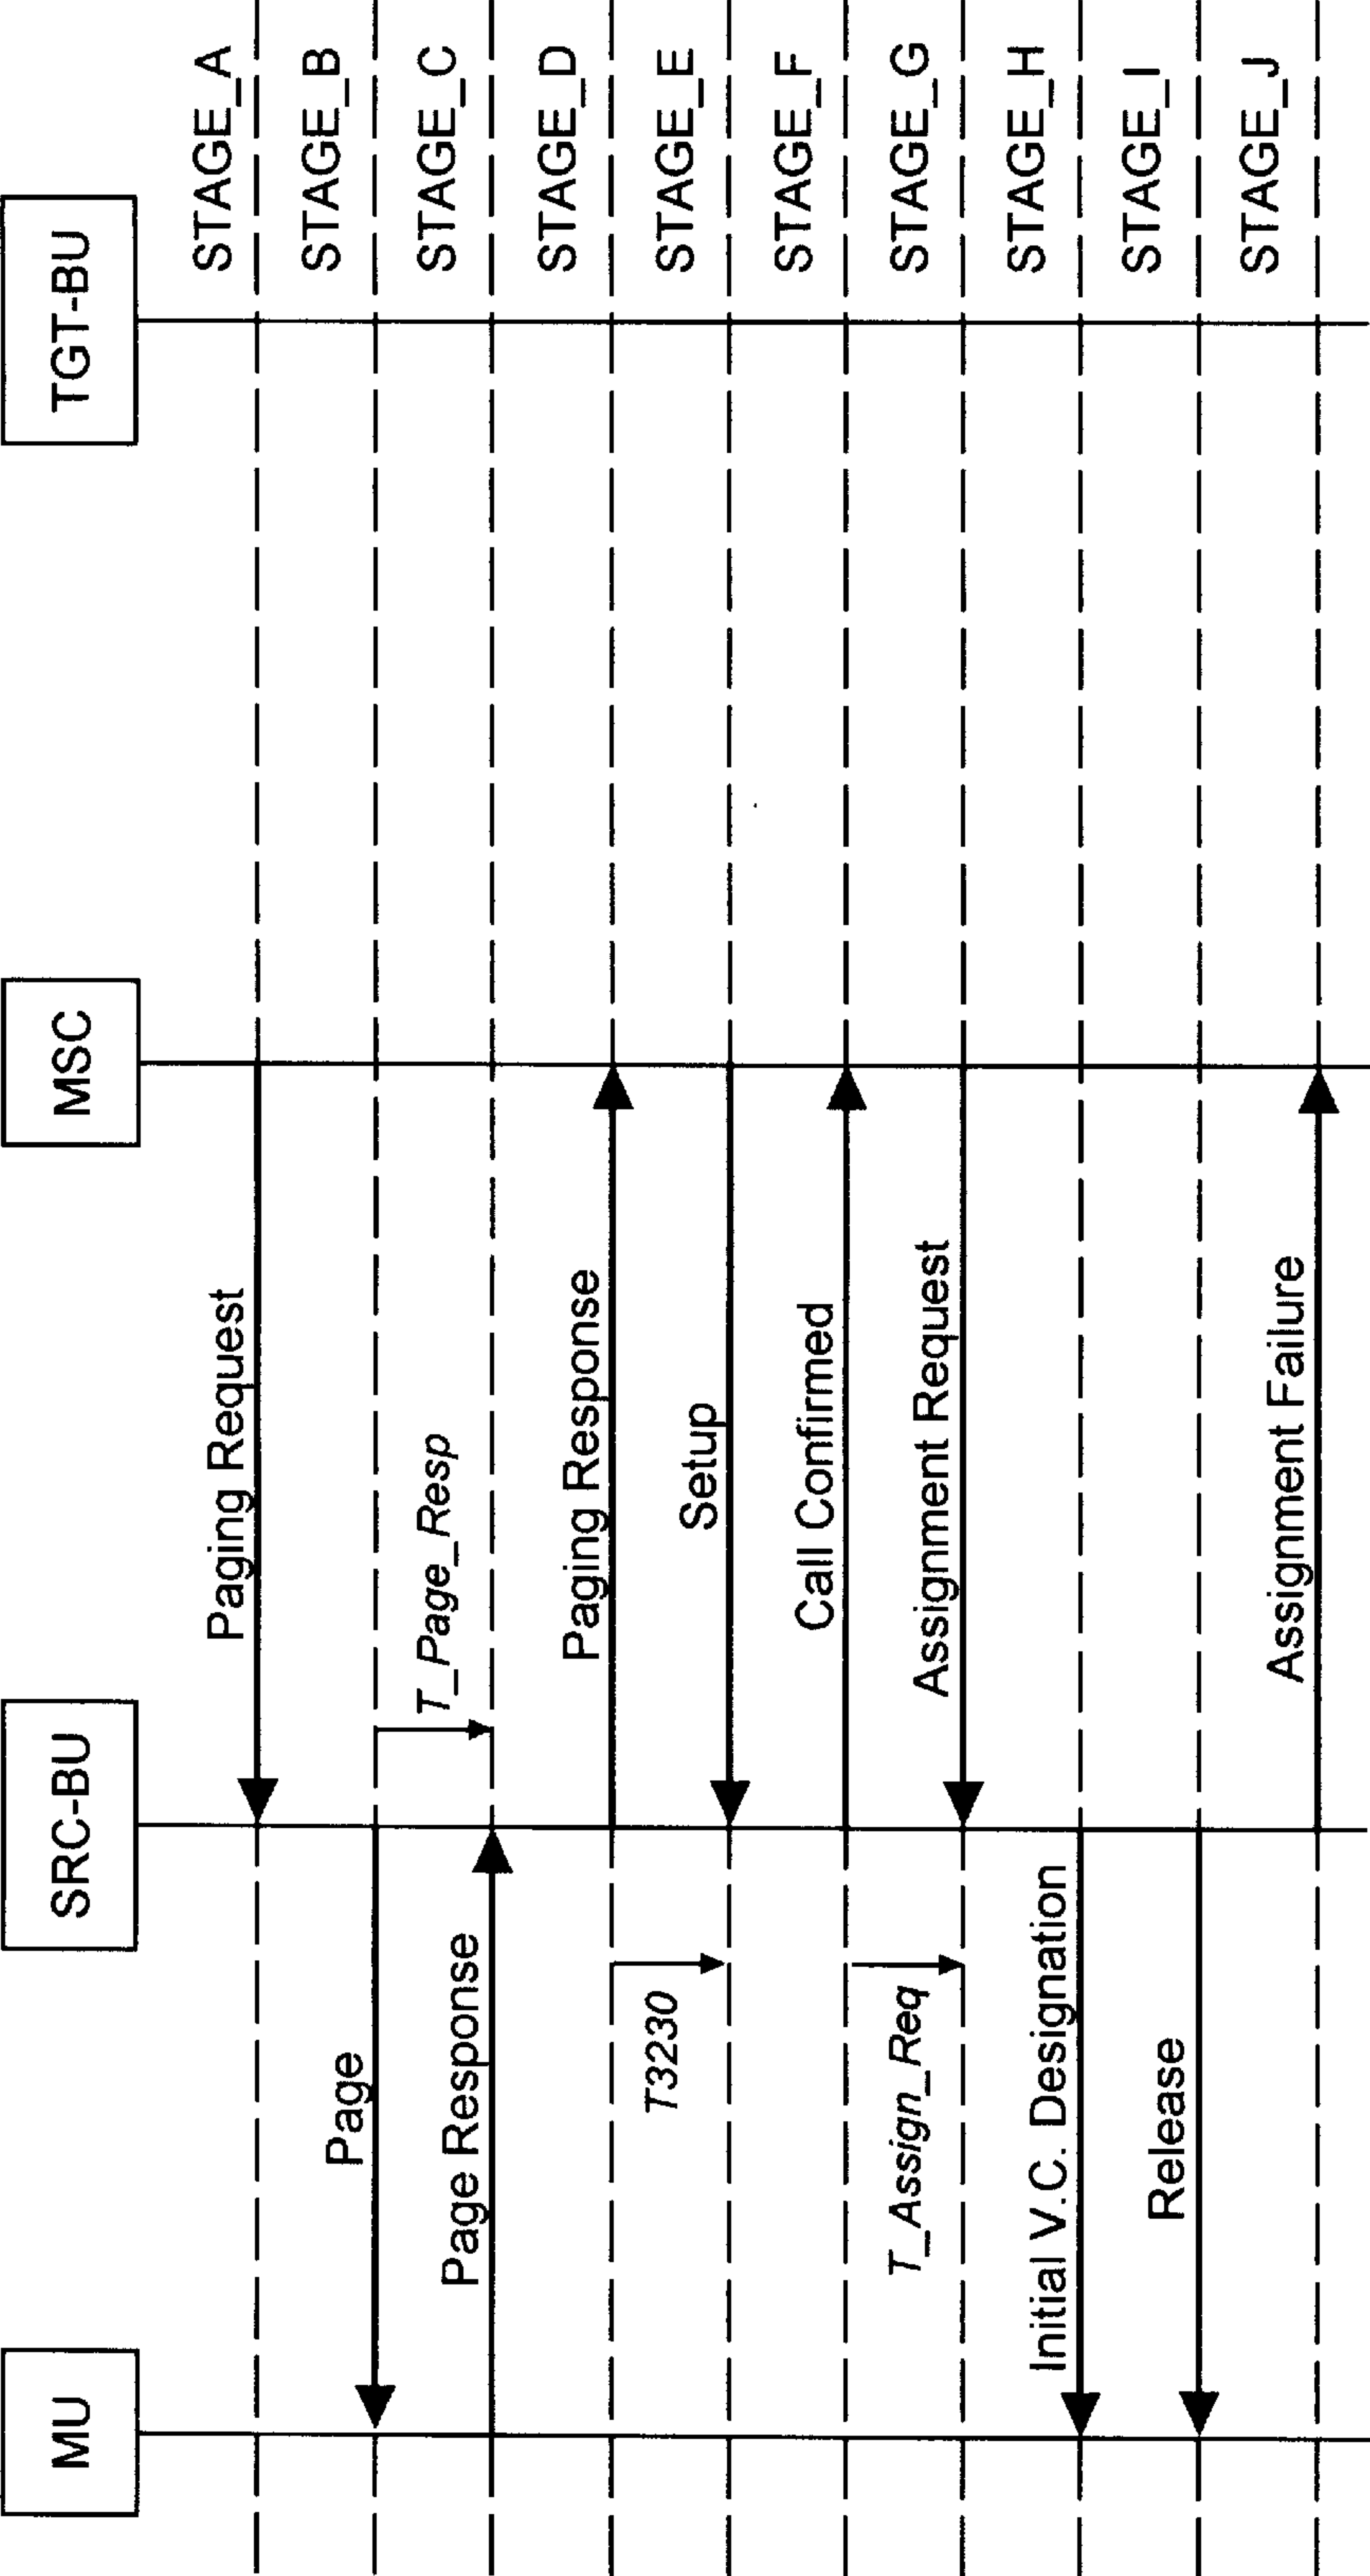 MU
SRC-BU
MSC
TGT-BU
Paging Request
STAGE_A
Page
STAGE_B
Page Response
T_Page_Resp
STAGE_C
Paging Response
STAGE_D
T3230
Setup
STAGE_E
Call Confirmed
STAGE_F
T_Assign_Req
Assignment Request
STAGE_G
Initial V.C. Designation
STAGE_H
Release
STAGE_I
Assignment Failure
STAGE_J